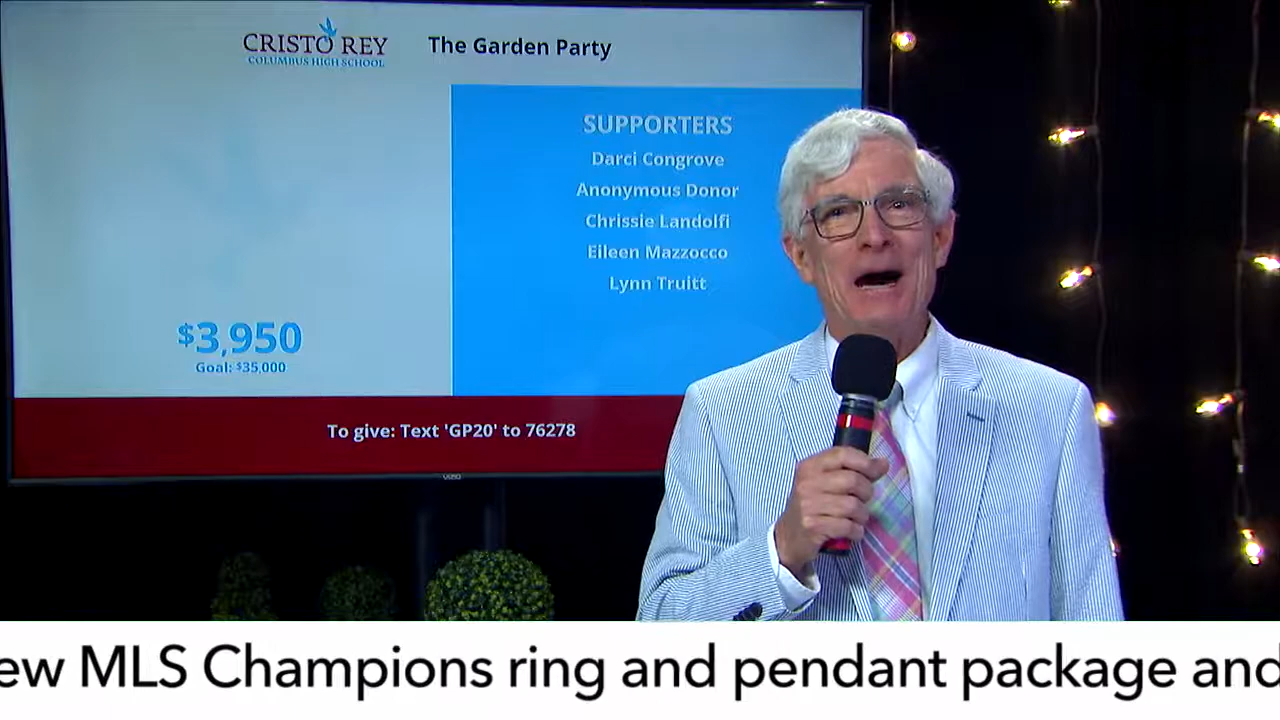 CRISTO REY
COLUMBUS HIGH SCHOOL
The Garden Party
SUPPORTERS
Darci Congrove
Anonymous Donor
Chrissie Landolfi
Eileen Mazzocco
Lynn Truitt
$3,950
Goal: $35,000
To give: Text 'GP20' to 76278
VIZIO
ew MLS Champions ring and pendant package and